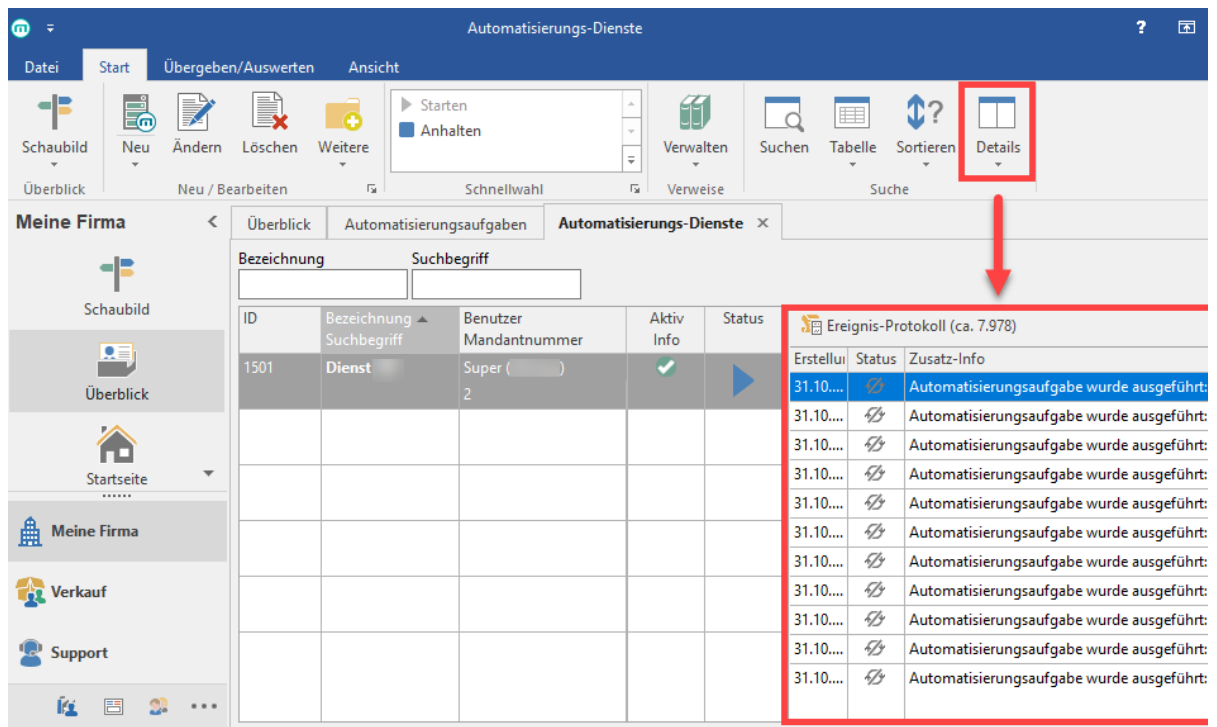 Automatisierungs-Dienste
?
Datei Start Übergeben/Auswerten Ansicht
Schaubild Neu Ändern Löschen Weitere
Starten
Anhalten
Verwalten Suchen Tabelle Sortieren Details
Überblick Neu / Bearbeiten Schnellwahl Verweise Suche
Meine Firma
Schaubild
Überblick
Startseite
Meine Firma
Verkauf
Support
Überblick Automatisierungsaufgaben Automatisierungs-Dienste
Bezeichnung Suchbegriff
ID Bezeichnung Benutzer Aktiv Status
Suchbegriff Mandantnummer Info
1501 Dienst Super ( )
2
Ereignis-Protokoll (ca. 7.978)
Erstellu Status Zusatz-Info
31.10.... Automatisierungsaufgabe wurde ausgeführt:
31.10.... Automatisierungsaufgabe wurde ausgeführt:
31.10.... Automatisierungsaufgabe wurde ausgeführt:
31.10.... Automatisierungsaufgabe wurde ausgeführt:
31.10.... Automatisierungsaufgabe wurde ausgeführt:
31.10.... Automatisierungsaufgabe wurde ausgeführt:
31.10.... Automatisierungsaufgabe wurde ausgeführt:
31.10.... Automatisierungsaufgabe wurde ausgeführt:
31.10.... Automatisierungsaufgabe wurde ausgeführt:
31.10.... Automatisierungsaufgabe wurde ausgeführt:
31.10.... Automatisierungsaufgabe wurde ausgeführt: